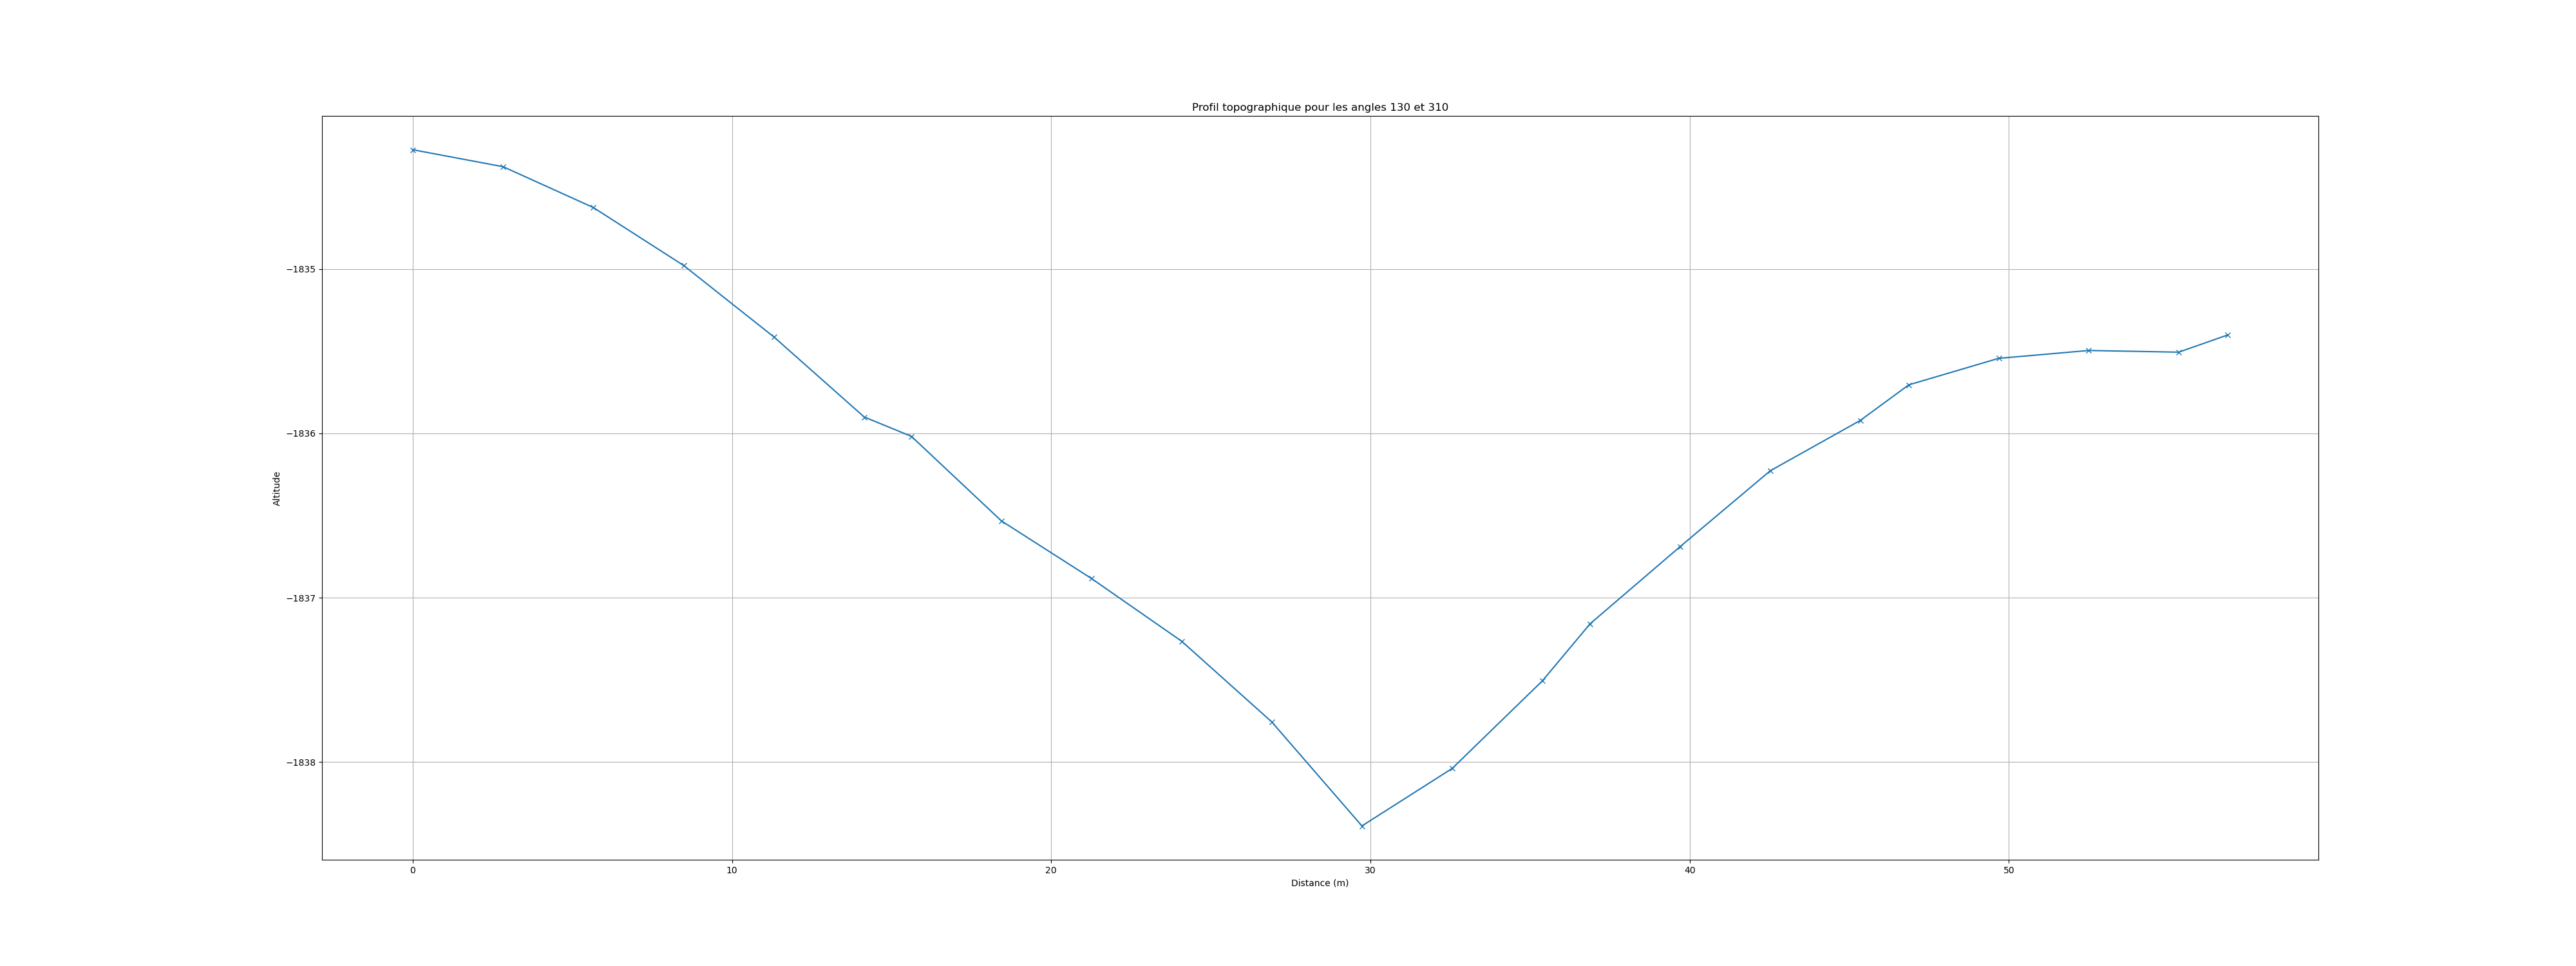 Profil topographique pour les angles 130 et 310
−1835
−1836
−1837
−1838
Altitude
0 10 20 30 40 50
Distance (m)